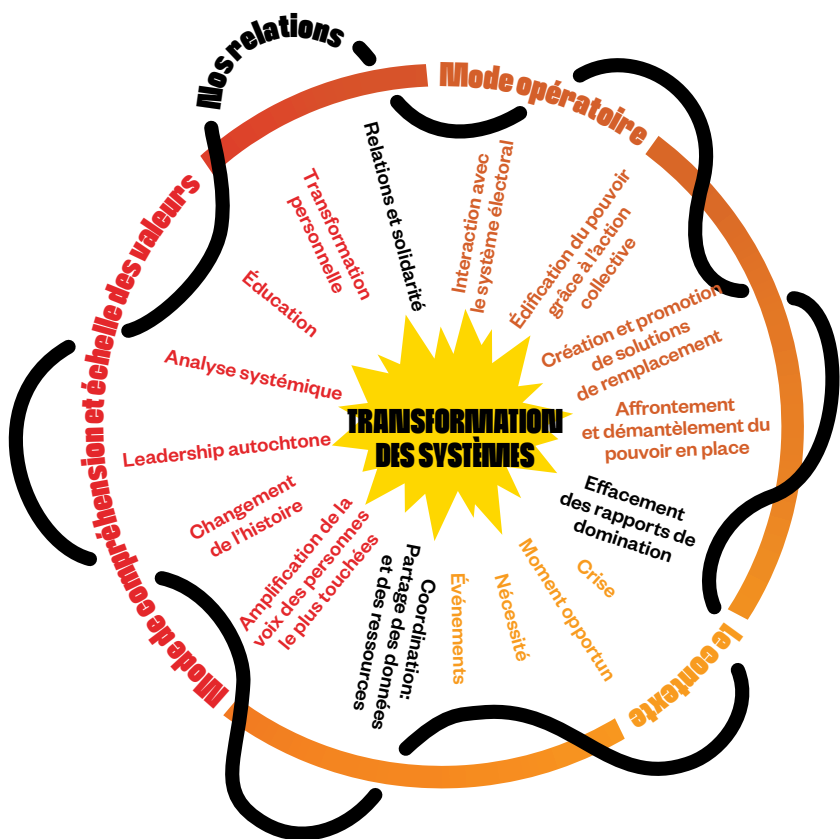 Nos relations
Mode opératoire
Relations et solidarité
Interaction avec
le système électoral
Édification du pouvoir
grâce à l'action
collective
Création et promotion
de solutions
de remplacement
Affrontement
et démantèlement du
pouvoir en place
Effacement
des rapports de
domination
Le contexte
Crise
Moment opportun
Nécessité
Événements
Coordination:
Partage des données
et des ressources
Mode de compréhension et échelle des valeurs
Amplification de la
voix des personnes
le plus touchées
Changement
de l'histoire
Leadership autochtone
Analyse systémique
Éducation
Transformation
personnelle
TRANSFORMATION
DES SYSTÈMES